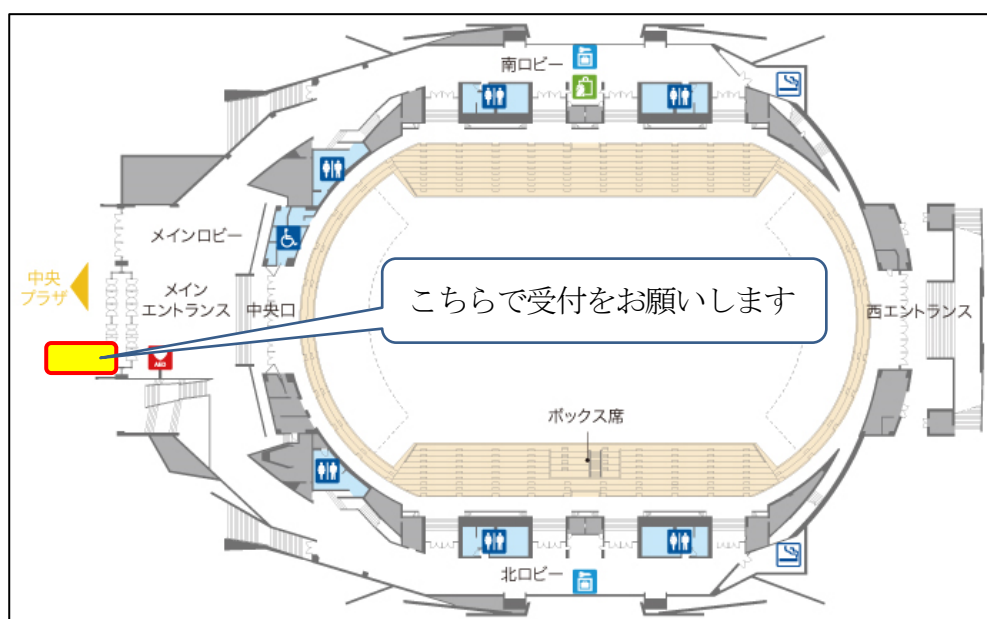 南ロビー
メインロビー
中央
プラザ
メイン
エントランス
中央口
こちらで受付をお願いします
西エントランス
AED
ボックス席
北ロビー